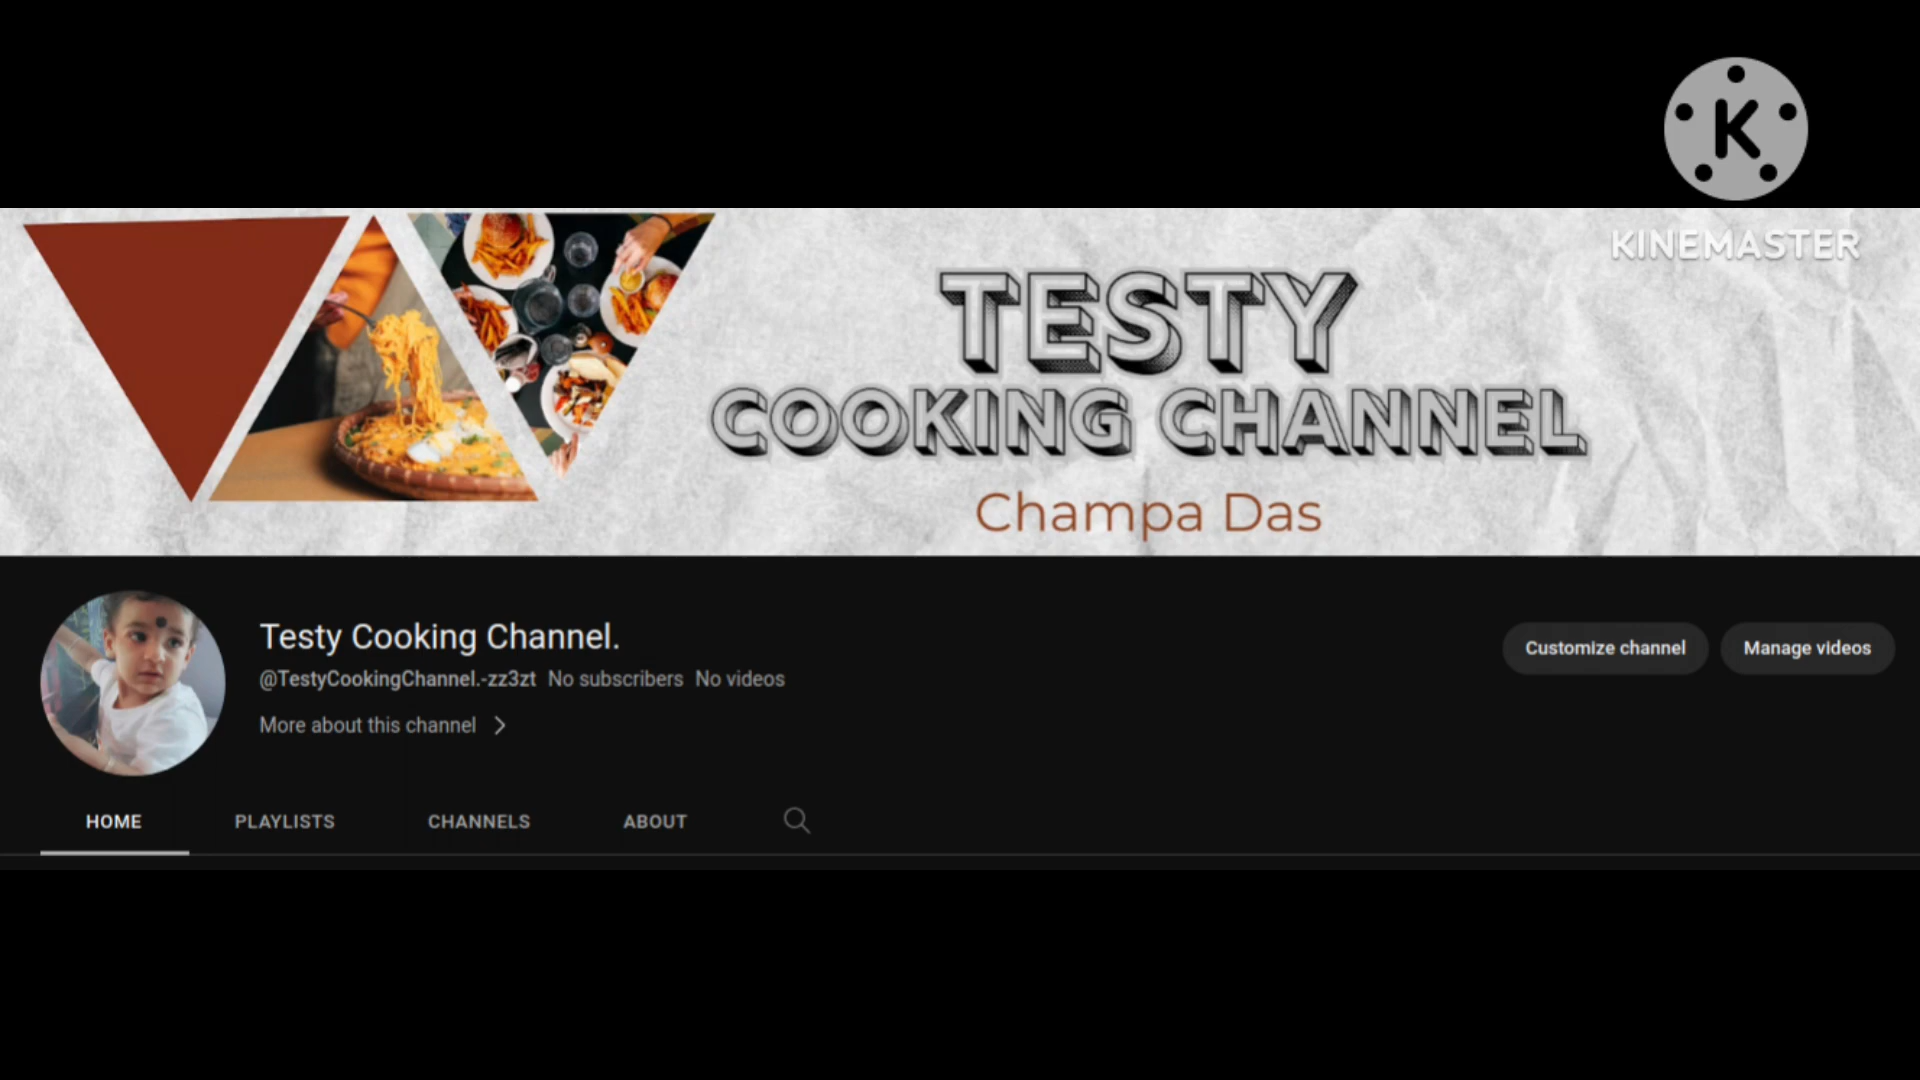 K
KINEMASTER
TESTY
COOKING CHANNEL
Champa Das
Testy Cooking Channel.
@TestyCookingChannel.-zz3zt No subscribers No videos
More about this channel
Customize channel Manage videos
HOME PLAYLISTS CHANNELS ABOUT